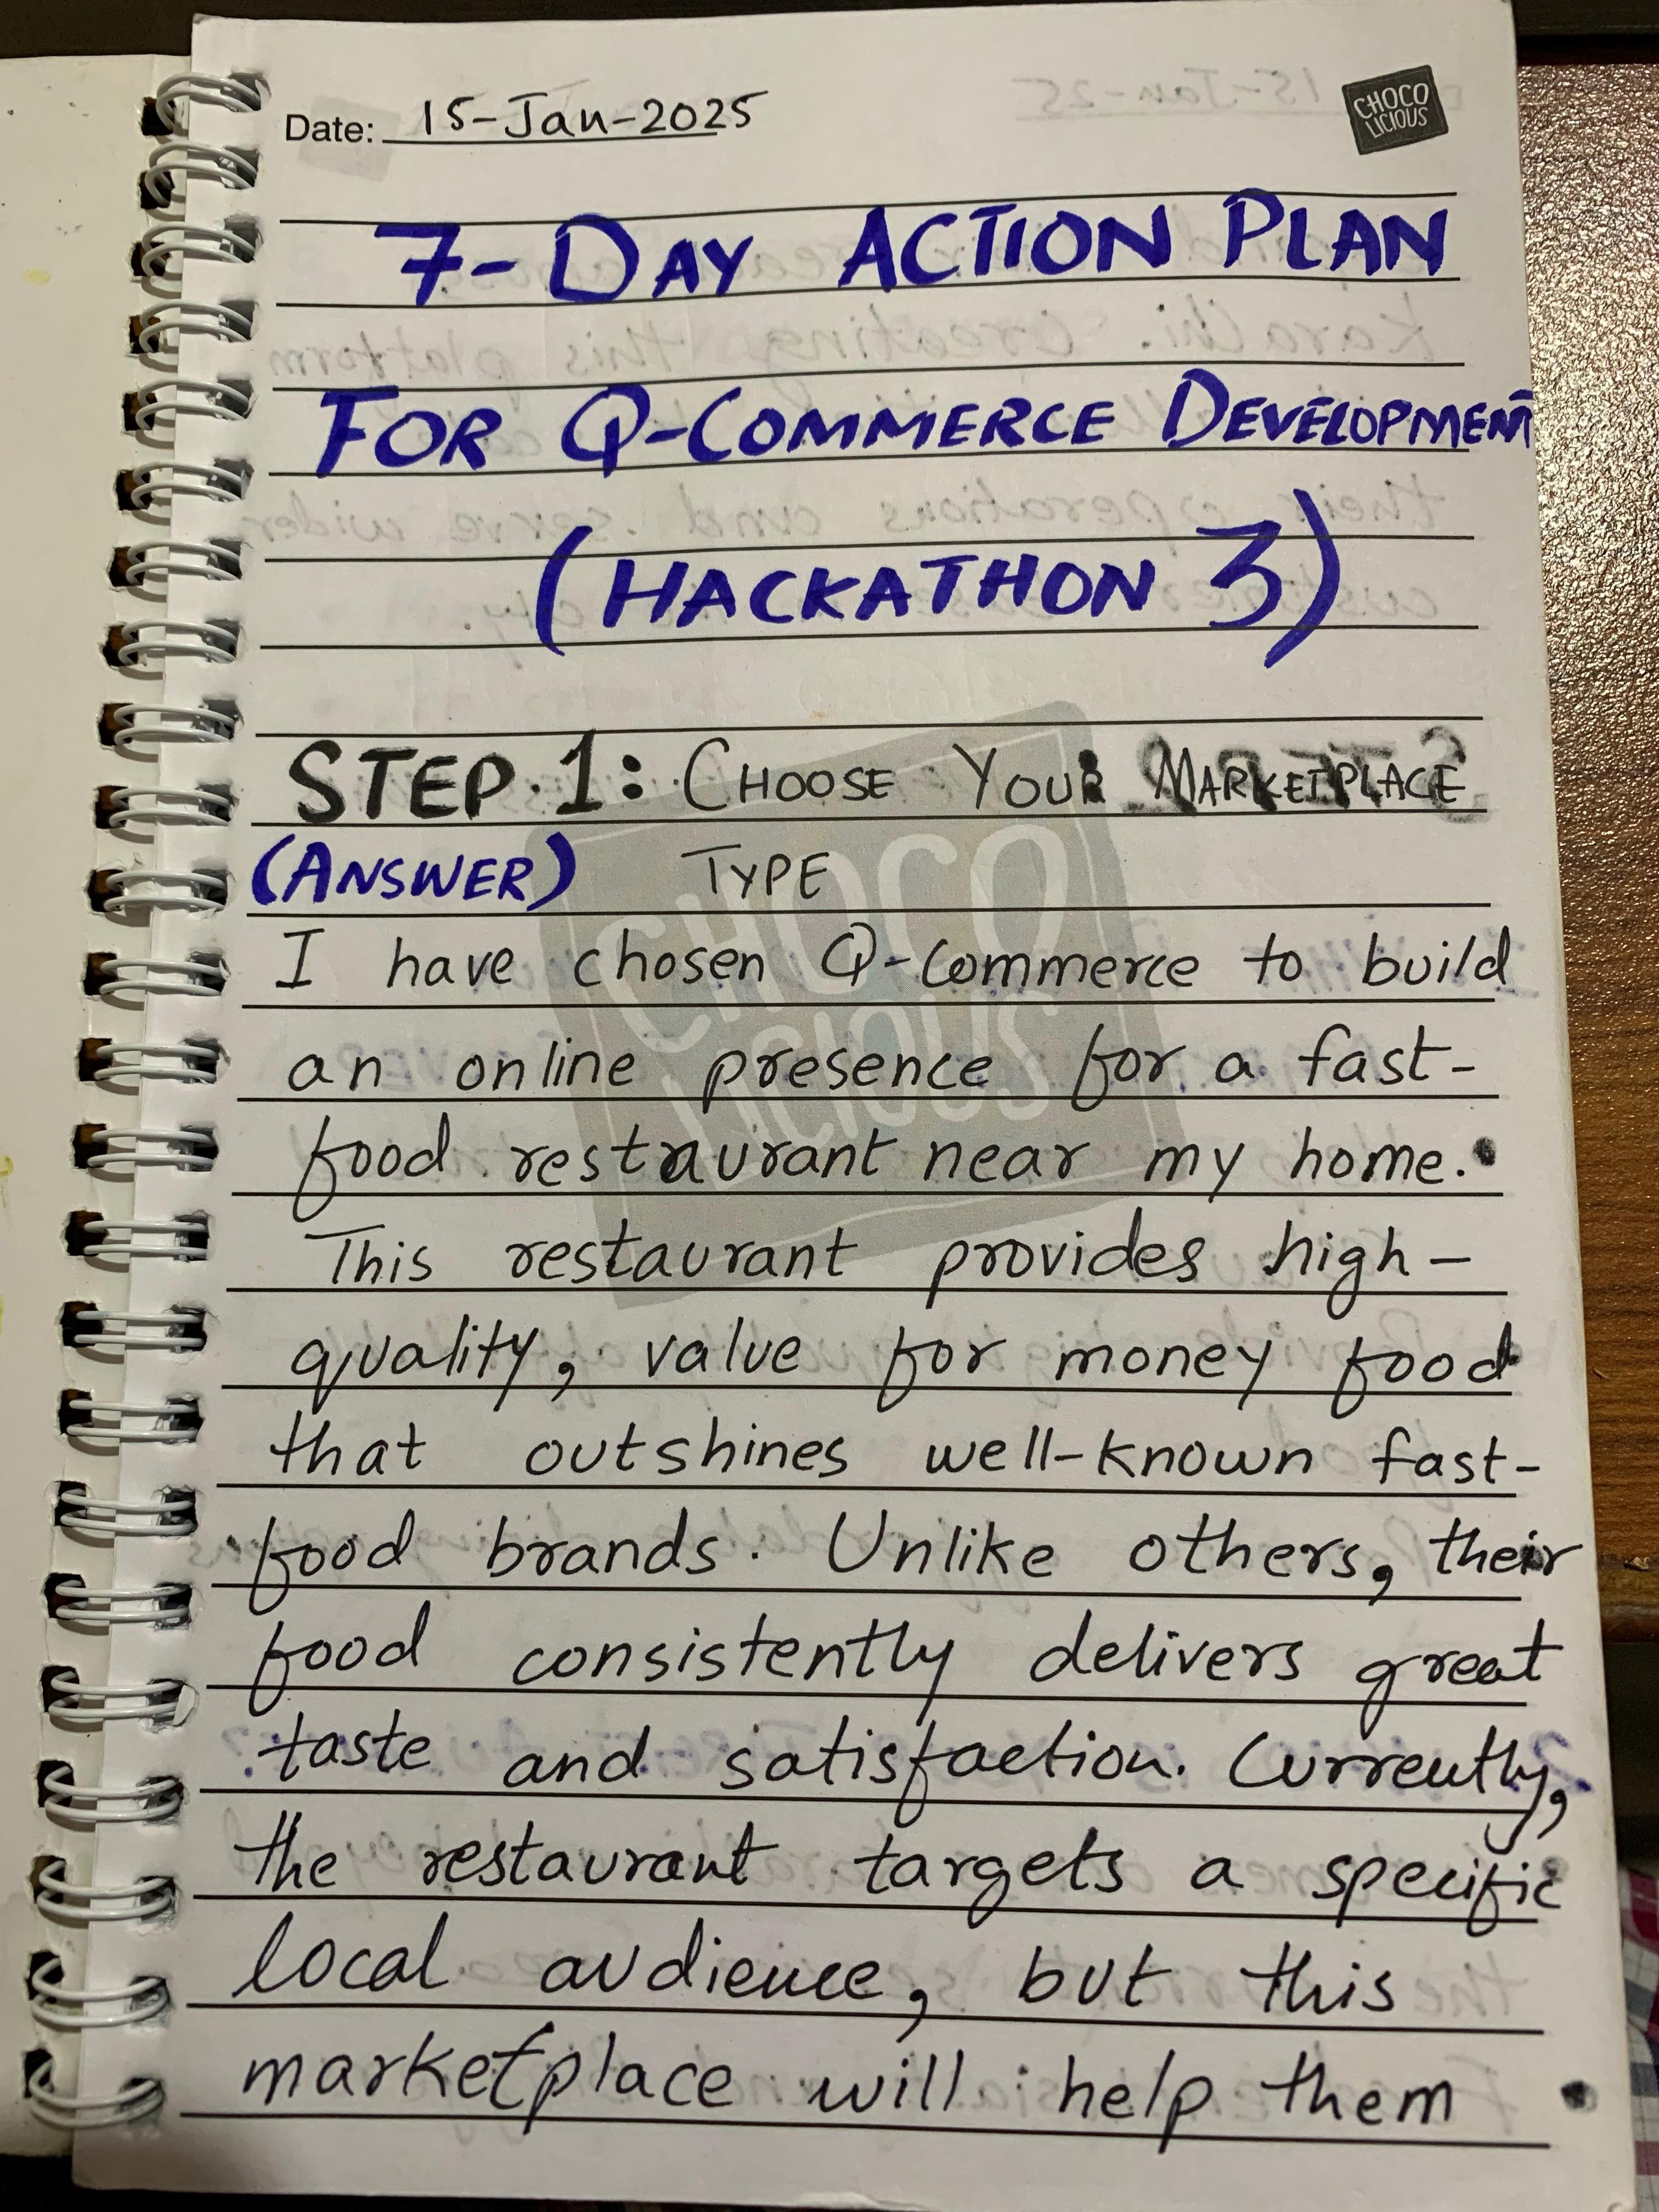 Date: 15-Jan-2025
CHOCO
LICIOUS
7-DAY ACTION PLAN
FOR Q-COMMERCE DEVELOPMENT
(HACKATHON 3)
STEP 1: CHOOSE YOUR MARKETPLACE
(ANSWER) TYPE
I have chosen Q-Commerce to build
an online presence for a fast-
food restaurant near my home.
This restaurant provides high-
quality, value for money food
that outshines well-known fast-
food brands. Unlike others, their
food consistently delivers great
taste and satisfaction. Currently,
the restaurant targets a specific
local audience, but this
marketplace will help them
CHOCO
LICIOUS